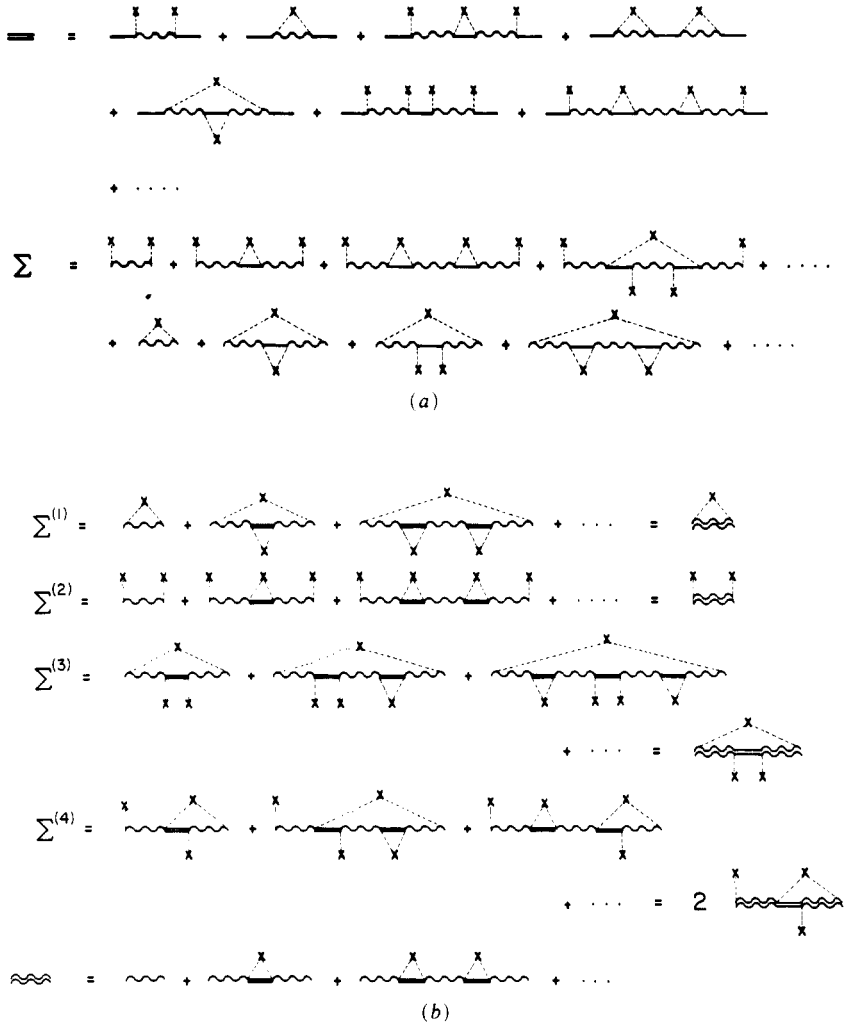 = + + +
+ + +
+ ....
Σ = + + + + ....
+ + + + ....
(a)
Σ(1) = + + + .... =
Σ(2) = + + + .... =
Σ(3) = + +
+ .... =
Σ(4) = + +
+ .... = 2
= + + + ....
(b)